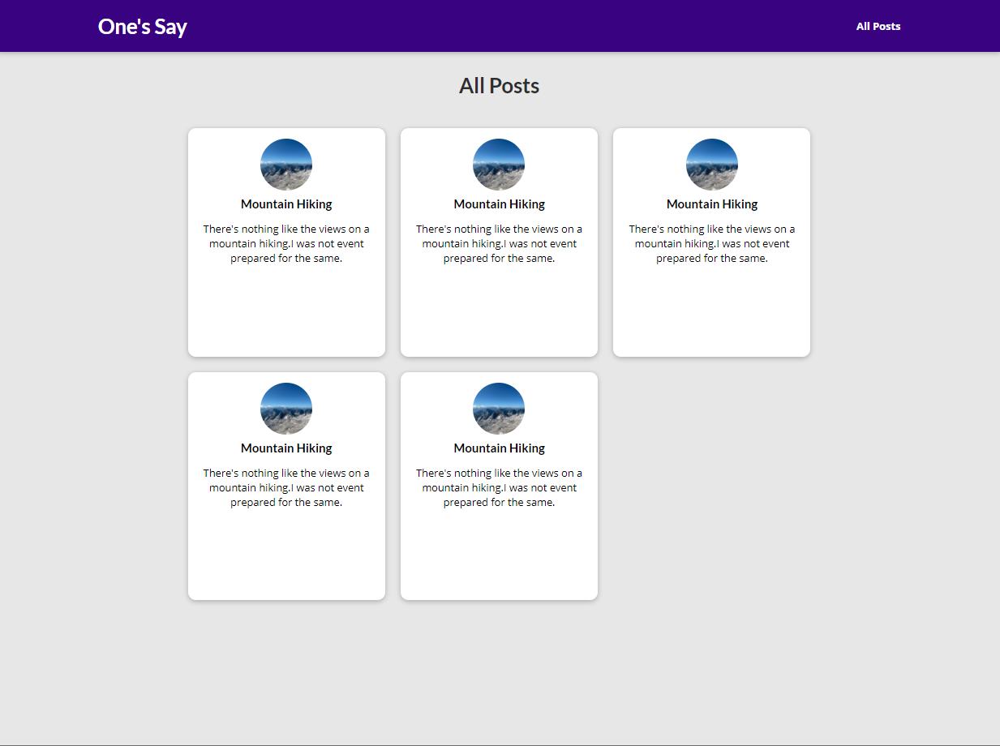 One's Say
All Posts
All Posts
Mountain Hiking
There's nothing like the views on a
mountain hiking.I was not event
prepared for the same.
Mountain Hiking
There's nothing like the views on a
mountain hiking.I was not event
prepared for the same.
Mountain Hiking
There's nothing like the views on a
mountain hiking.I was not event
prepared for the same.
Mountain Hiking
There's nothing like the views on a
mountain hiking.I was not event
prepared for the same.
Mountain Hiking
There's nothing like the views on a
mountain hiking.I was not event
prepared for the same.